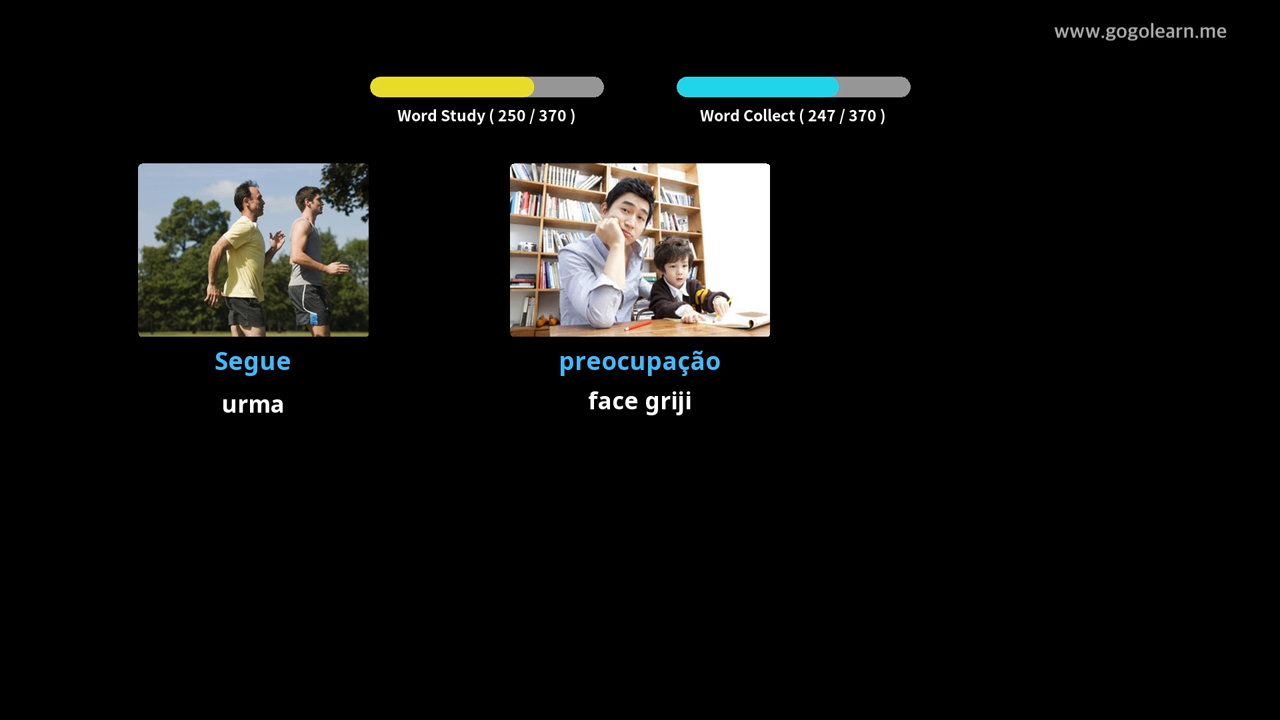 www.gogolearn.me
Word Study ( 250 / 370 )
Word Collect ( 247 / 370 )
Segue
urma
preocupação
face griji